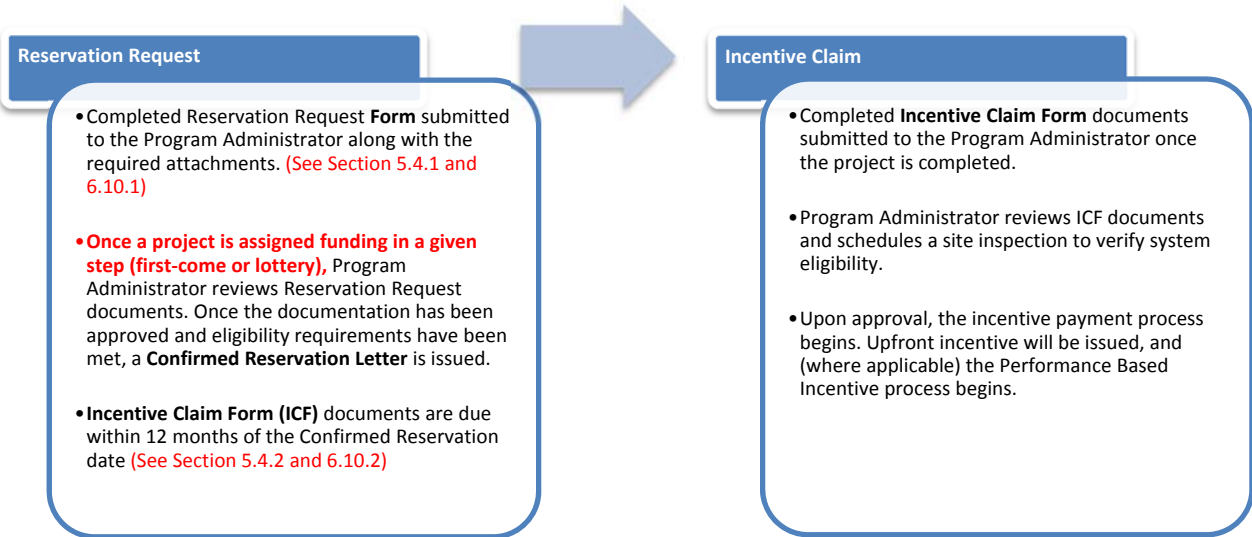 Reservation Request
•Completed Reservation Request Form submitted
to the Program Administrator along with the
required attachments. (See Section 5.4.1 and
6.10.1)
•Once a project is assigned funding in a given
step (first-come or lottery), Program
Administrator reviews Reservation Request
documents. Once the documentation has been
approved and eligibility requirements have been
met, a Confirmed Reservation Letter is issued.
•Incentive Claim Form (ICF) documents are due
within 12 months of the Confirmed Reservation
date (See Section 5.4.2 and 6.10.2)
Incentive Claim
•Completed Incentive Claim Form documents
submitted to the Program Administrator once
the project is completed.
•Program Administrator reviews ICF documents
and schedules a site inspection to verify system
eligibility.
•Upon approval, the incentive payment process
begins. Upfront incentive will be issued, and
(where applicable) the Performance Based
Incentive process begins.